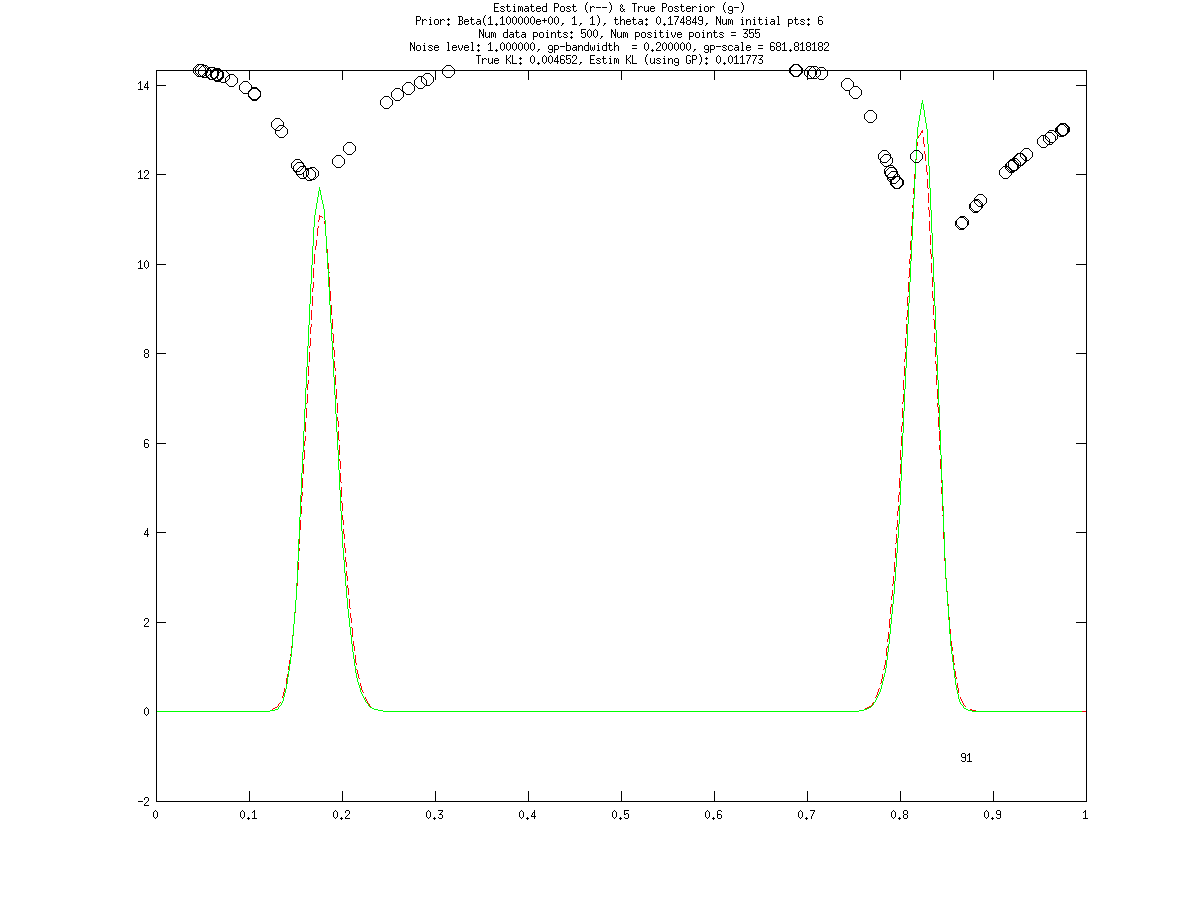 Estimated Post (r--) & True Posterior (g-)
Prior: Beta(1.100000e+00, 1, 1), theta: 0.174849, Num initial pts: 6
Num data points: 500, Num positive points = 355
Noise level: 1.000000, gp-bandwidth  = 0.200000, gp-scale = 681.818182
True KL: 0.004652, Estim KL (using GP): 0.011773
14
12
10
8
6
4
2
0
91
-2
0 0.1 0.2 0.3 0.4 0.5 0.6 0.7 0.8 0.9 1